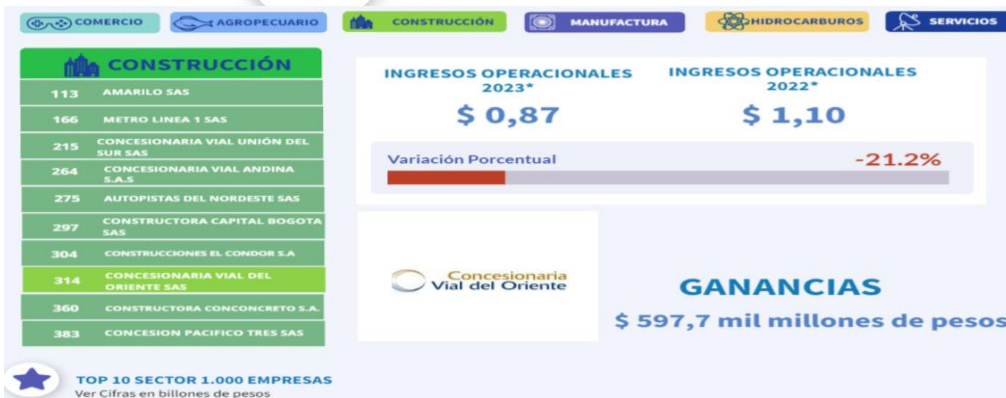 COMERCIO
AGROPECUARIO
CONSTRUCCIÓN
MANUFACTURA
HIDROCARBUROS
SERVICIOS
CONSTRUCCIÓN
113 AMARILO SAS
166 METRO LINEA 1 SAS
215 CONCESIONARIA VIAL UNIÓN DEL
SUR SAS
264 CONCESIONARIA VIAL ANDINA
S.A.S
275 AUTOPISTAS DEL NORDESTE SAS
297 CONSTRUCTORA CAPITAL BOGOTA
SAS
304 CONSTRUCCIONES EL CONDOR S.A
314 CONCESIONARIA VIAL DEL
ORIENTE SAS
360 CONSTRUCTORA CONCONCRETO S.A.
383 CONCESION PACIFICO TRES SAS
INGRESOS OPERACIONALES
2023*
$ 0,87
INGRESOS OPERACIONALES
2022*
$ 1,10
Variación Porcentual
-21.2%
Concesionaria
Vial del Oriente
GANANCIAS
$ 597,7 mil millones de pesos
TOP 10 SECTOR 1.000 EMPRESAS
Ver Cifras en billones de pesos